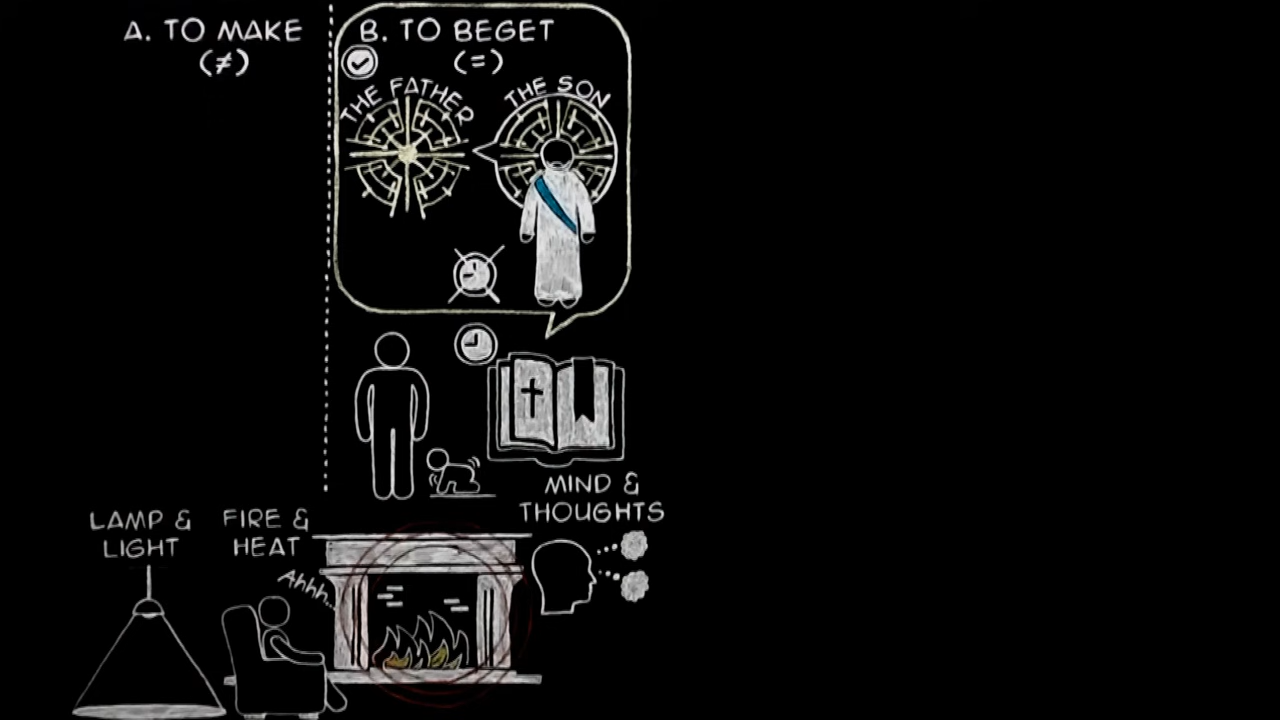 A. TO MAKE
(≠)
B. TO BEGET
(=)
THE FATHER
THE SON
MIND &
THOUGHTS
LAMP &
LIGHT
FIRE &
HEAT
Ahhh...